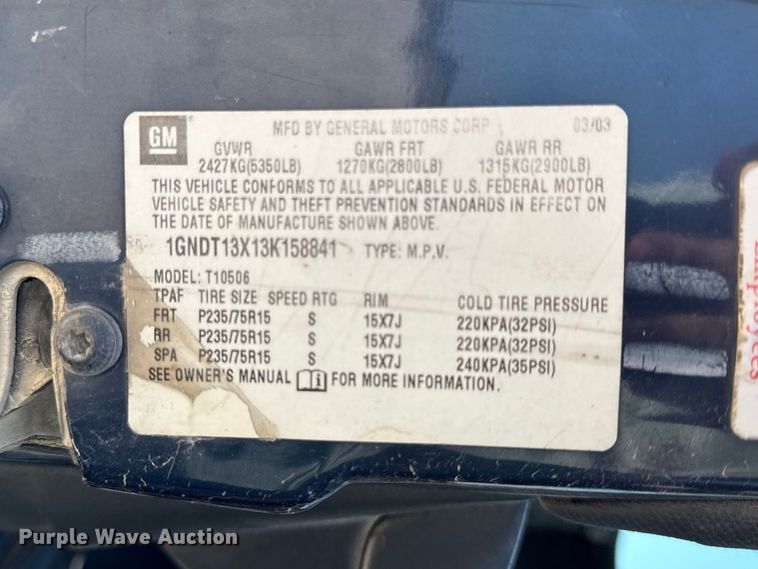 GM
MFD BY GENERAL MOTORS CORP 03/03
GVWR GAWR FRT GAWR RR
2427KG(5350LB) 1270KG(2800LB) 1315KG(2900LB)
THIS VEHICLE CONFORMS TO ALL APPLICABLE U.S. FEDERAL MOTOR
VEHICLE SAFETY AND THEFT PREVENTION STANDARDS IN EFFECT ON
THE DATE OF MANUFACTURE SHOWN ABOVE.
1GNDT13X13K158841 TYPE: M.P.V.
MODEL: T10506
TPAF TIRE SIZE SPEED RTG RIM COLD TIRE PRESSURE
FRT P235/75R15 S 15X7J 220KPA(32PSI)
RR P235/75R15 S 15X7J 220KPA(32PSI)
SPA P235/75R15 S 15X7J 240KPA(35PSI)
SEE OWNER'S MANUAL FOR MORE INFORMATION.
Employees
Purple Wave Auction